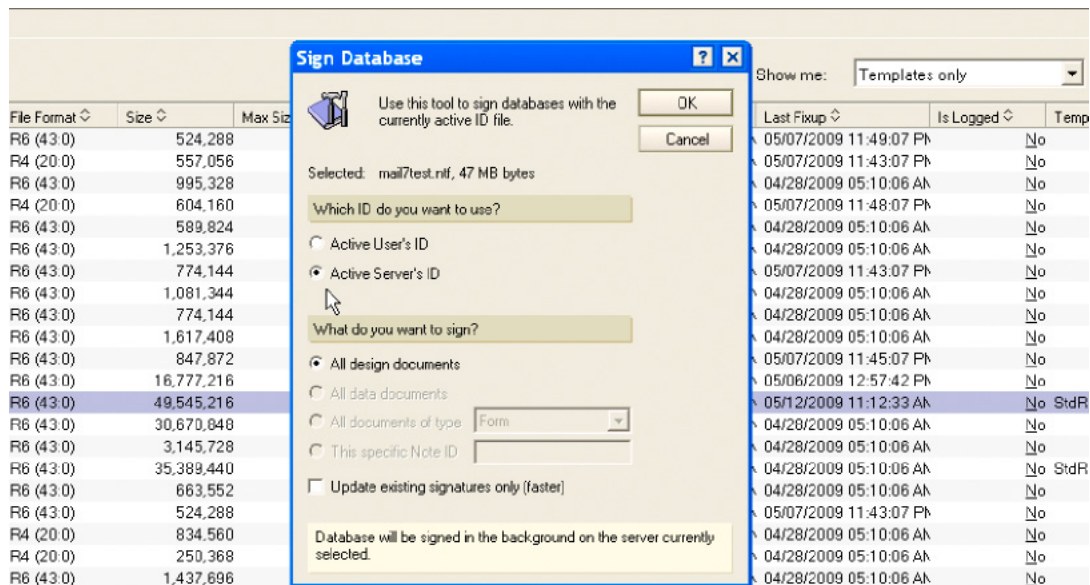 Sign Database
Show me: Templates only
Use this tool to sign databases with the
currently active ID file.
OK
Cancel
Selected: mail7test.ntf, 47 MB bytes
Which ID do you want to use?
Active User's ID
Active Server's ID
What do you want to sign?
All design documents
All data documents
All documents of type Form
This specific Note ID
Update existing signatures only (faster)
Database will be signed in the background on the server currently
selected.
File Format Size Max Siz Last Fixup Is Logged Temp
R6 (43:0) 524,288 05/07/2009 11:49:07 PM No
R4 (20:0) 557,056 05/07/2009 11:43:07 PM No
R6 (43:0) 995,328 04/28/2009 05:10:06 AM No
R4 (20:0) 604,160 05/07/2009 11:48:07 PM No
R6 (43:0) 589,824 04/28/2009 05:10:06 AM No
R6 (43:0) 1,253,376 04/28/2009 05:10:06 AM No
R6 (43:0) 774,144 05/07/2009 11:43:07 PM No
R6 (43:0) 1,081,344 04/28/2009 05:10:06 AM No
R6 (43:0) 774,144 04/28/2009 05:10:06 AM No
R6 (43:0) 1,617,408 04/28/2009 05:10:06 AM No
R6 (43:0) 847,872 05/07/2009 11:45:07 PM No
R6 (43:0) 16,777,216 05/06/2009 12:57:42 PM No
R6 (43:0) 49,545,216 05/12/2009 11:12:33 AM No StdR
R6 (43:0) 30,670,848 04/28/2009 05:10:06 AM No
R6 (43:0) 3,145,728 04/28/2009 05:10:06 AM No
R6 (43:0) 35,389,440 04/28/2009 05:10:06 AM No StdR
R6 (43:0) 663,552 04/28/2009 05:10:06 AM No
R6 (43:0) 524,288 05/07/2009 11:43:07 PM No
R4 (20:0) 834,560 04/28/2009 05:10:06 AM No
R4 (20:0) 250,368 04/28/2009 05:10:06 AM No
R6 (43:0) 1,437,696 04/28/2009 05:10:06 AM No